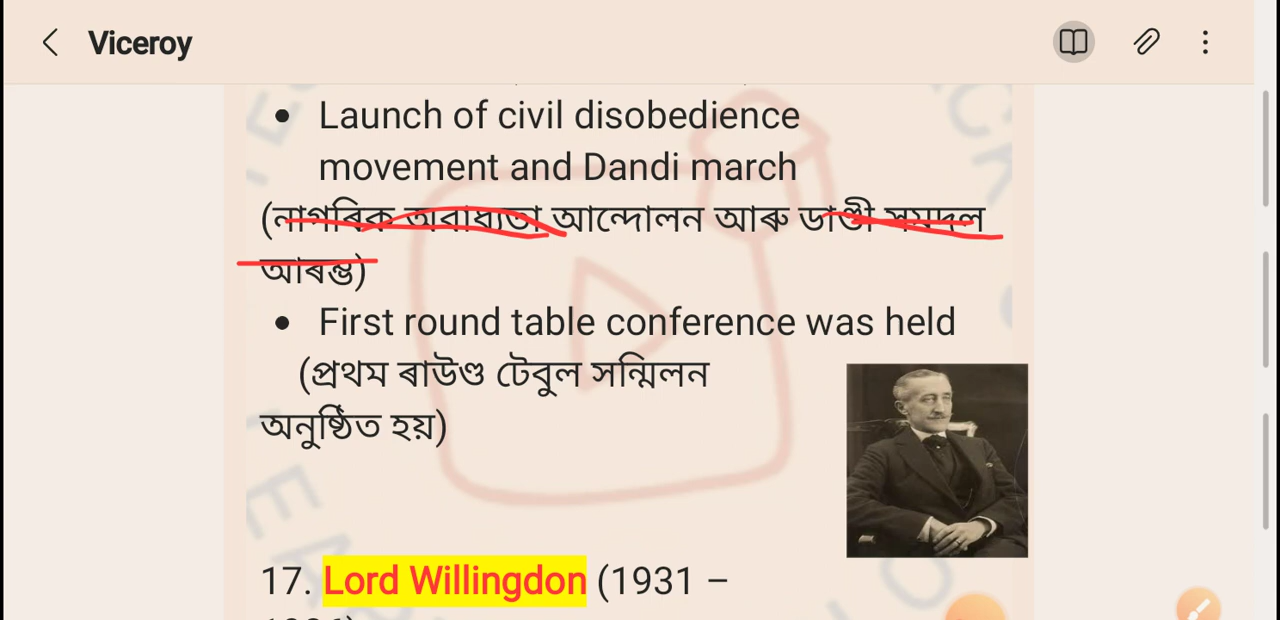 Viceroy
• Launch of civil disobedience
movement and Dandi march
(নাগৰিক অবাধ্যতা আন্দোলন আৰু ডাণ্ডী সমদল
আৰম্ভ)
• First round table conference was held
(প্ৰথম ৰাউণ্ড টেবুল সন্মিলন
অনুষ্ঠিত হয়)
17. Lord Willingdon (1931 –